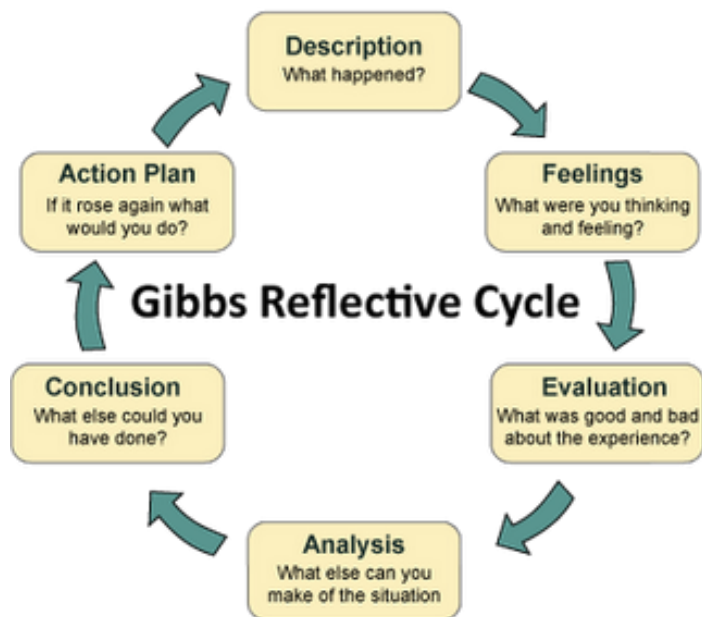 Description
What happened?
Feelings
What were you thinking
and feeling?
Evaluation
What was good and bad
about the experience?
Analysis
What else can you
make of the situation
Conclusion
What else could you
have done?
Action Plan
If it rose again what
would you do?
Gibbs Reflective Cycle